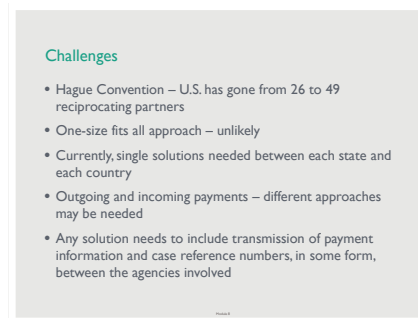 Challenges
• Hague Convention – U.S. has gone from 26 to 49
reciprocating partners
• One-size fits all approach – unlikely
• Currently, single solutions needed between each state and
each country
• Outgoing and incoming payments – different approaches
may be needed
• Any solution needs to include transmission of payment
information and case reference numbers, in some form,
between the agencies involved